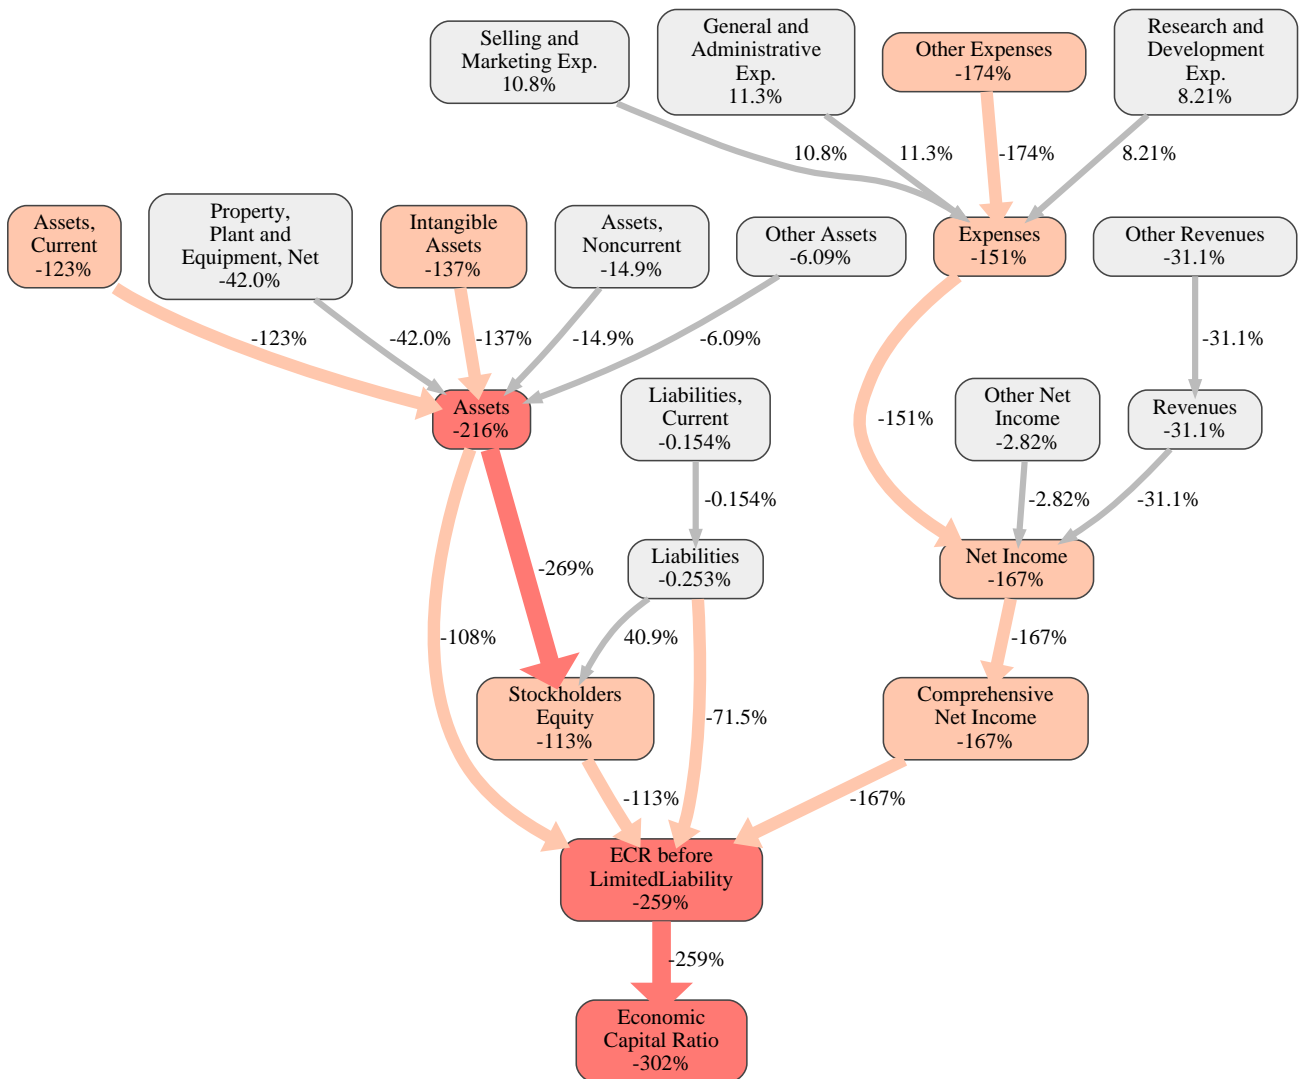 Selling and
Marketing Exp.
10.8%
General and
Administrative
Exp.
11.3%
Other Expenses
-174%
Research and
Development
Exp.
8.21%
10.8%
11.3%
-174%
8.21%
Assets,
Current
-123%
Property,
Plant and
Equipment, Net
-42.0%
Intangible
Assets
-137%
Assets,
Noncurrent
-14.9%
Other Assets
-6.09%
Expenses
-151%
Other Revenues
-31.1%
-123%
-42.0%
-137%
-14.9%
-6.09%
-31.1%
Assets
-216%
Liabilities,
Current
-0.154%
-151%
Other Net
Income
-2.82%
Revenues
-31.1%
-0.154%
-2.82%
-31.1%
-269%
Liabilities
-0.253%
Net Income
-167%
-108%
40.9%
-167%
Stockholders
Equity
-113%
-71.5%
Comprehensive
Net Income
-167%
-113%
-167%
ECR before
LimitedLiability
-259%
-259%
Economic
Capital Ratio
-302%